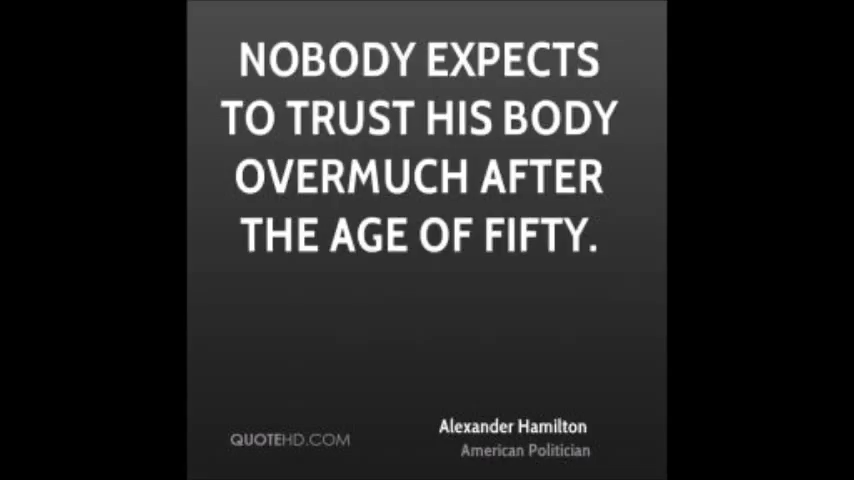 NOBODY EXPECTS
TO TRUST HIS BODY
OVERMUCH AFTER
THE AGE OF FIFTY.
Alexander Hamilton
QUOTEHD.COM
American Politician